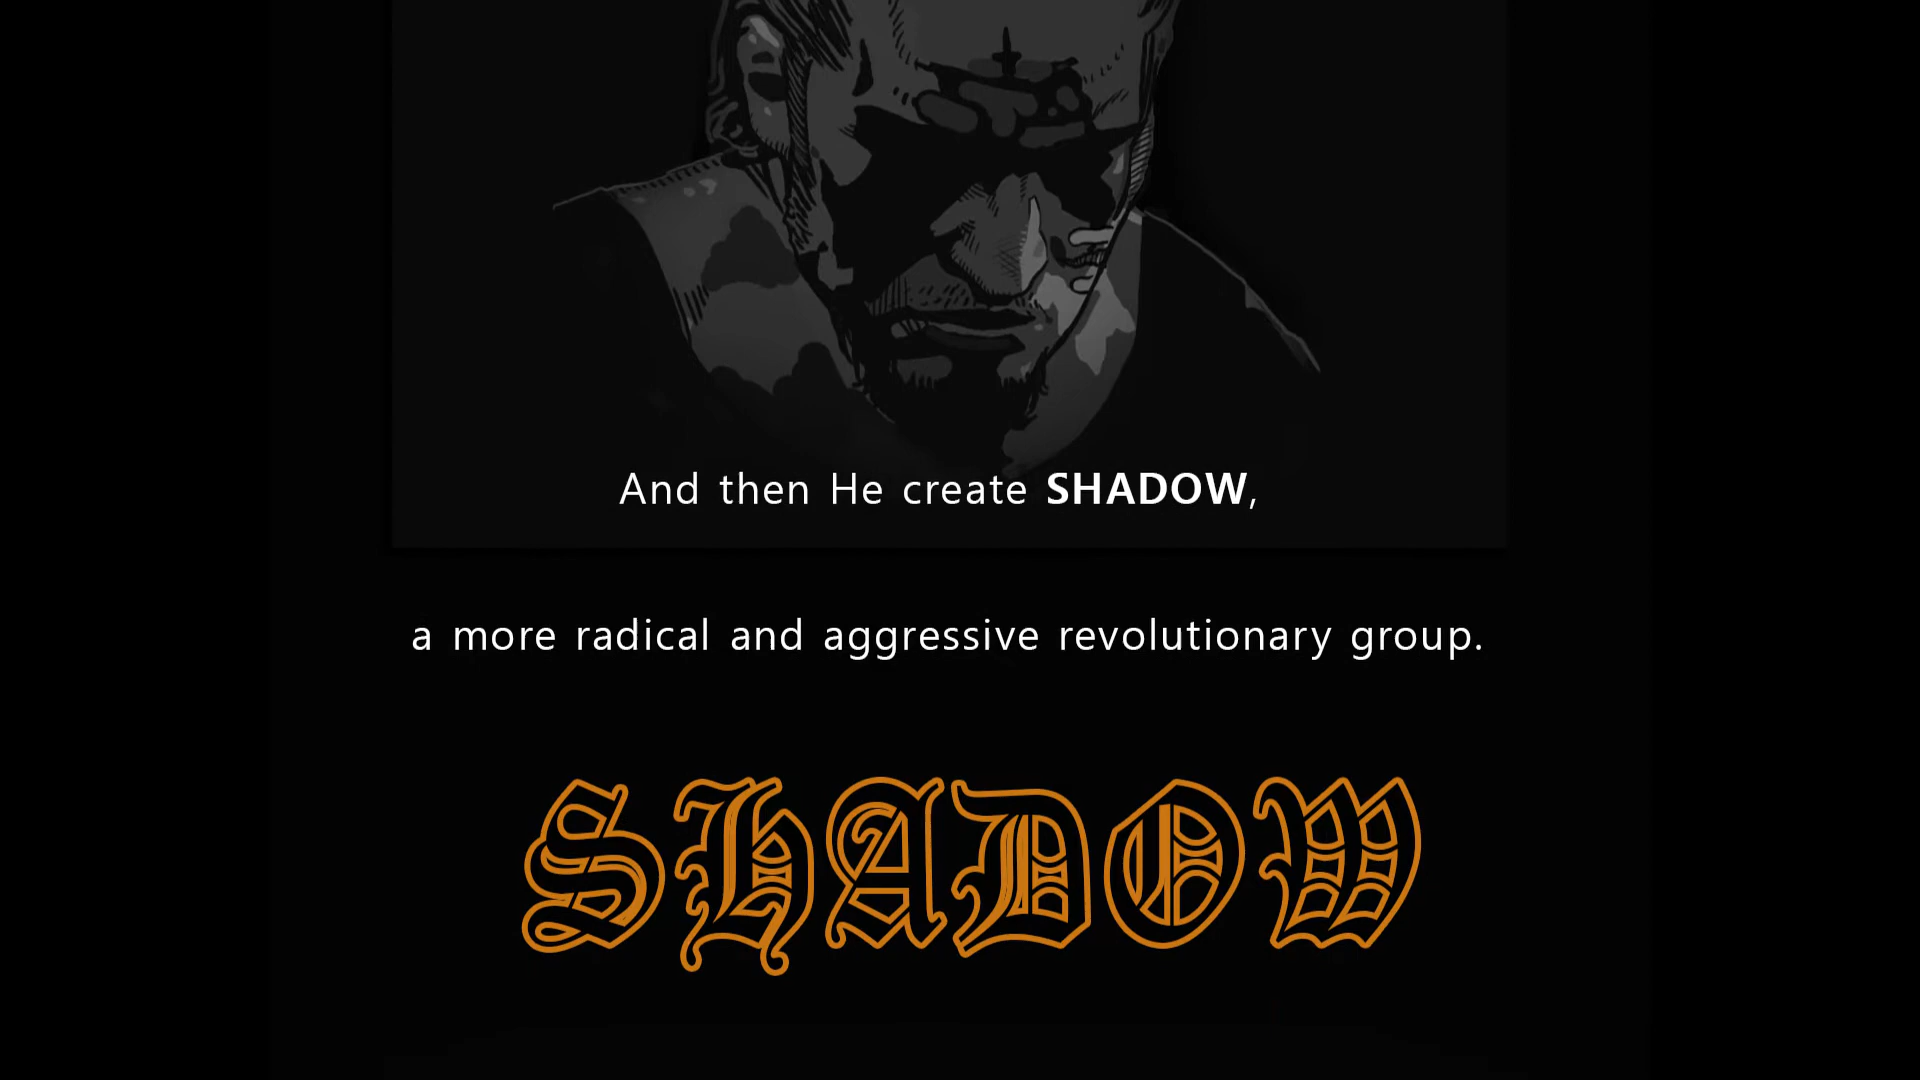 And then He create SHADOW,
a more radical and aggressive revolutionary group.
SHADOW